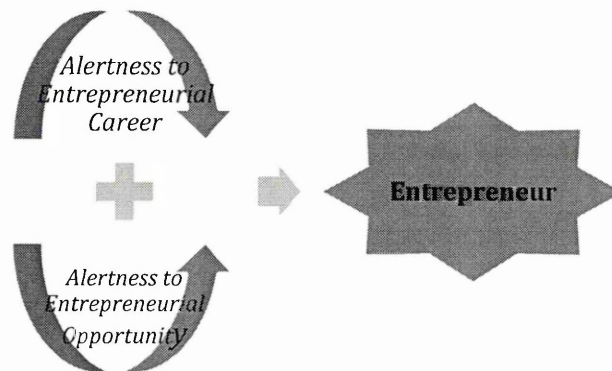 Alertness to
Entrepreneurial
Career
Entrepreneur
Alertness to
Entrepreneurial
Opportunity